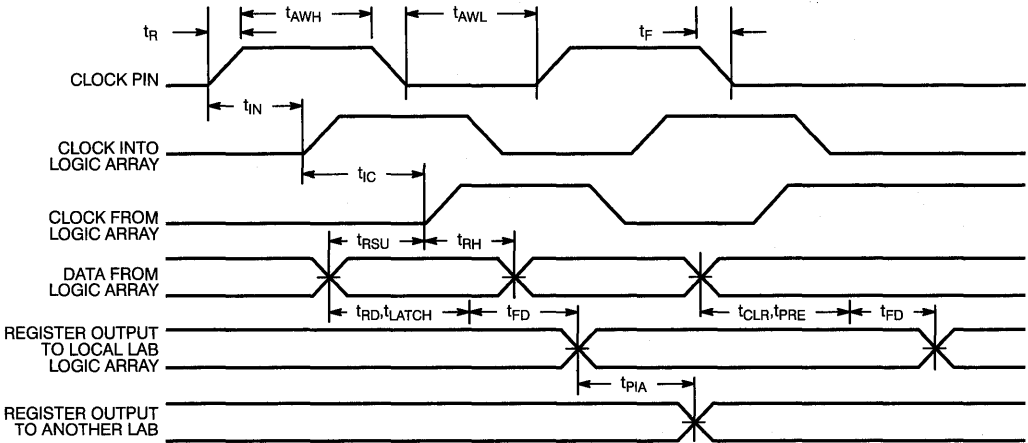 tR
tAWH
tAWL
tF
CLOCK PIN
tIN
CLOCK INTO
LOGIC ARRAY
tIC
CLOCK FROM
LOGIC ARRAY
tRSU
tRH
DATA FROM
LOGIC ARRAY
tRD,tLATCH
tFD
tCLR,tPRE
tFD
REGISTER OUTPUT
TO LOCAL LAB
LOGIC ARRAY
tPIA
REGISTER OUTPUT
TO ANOTHER LAB